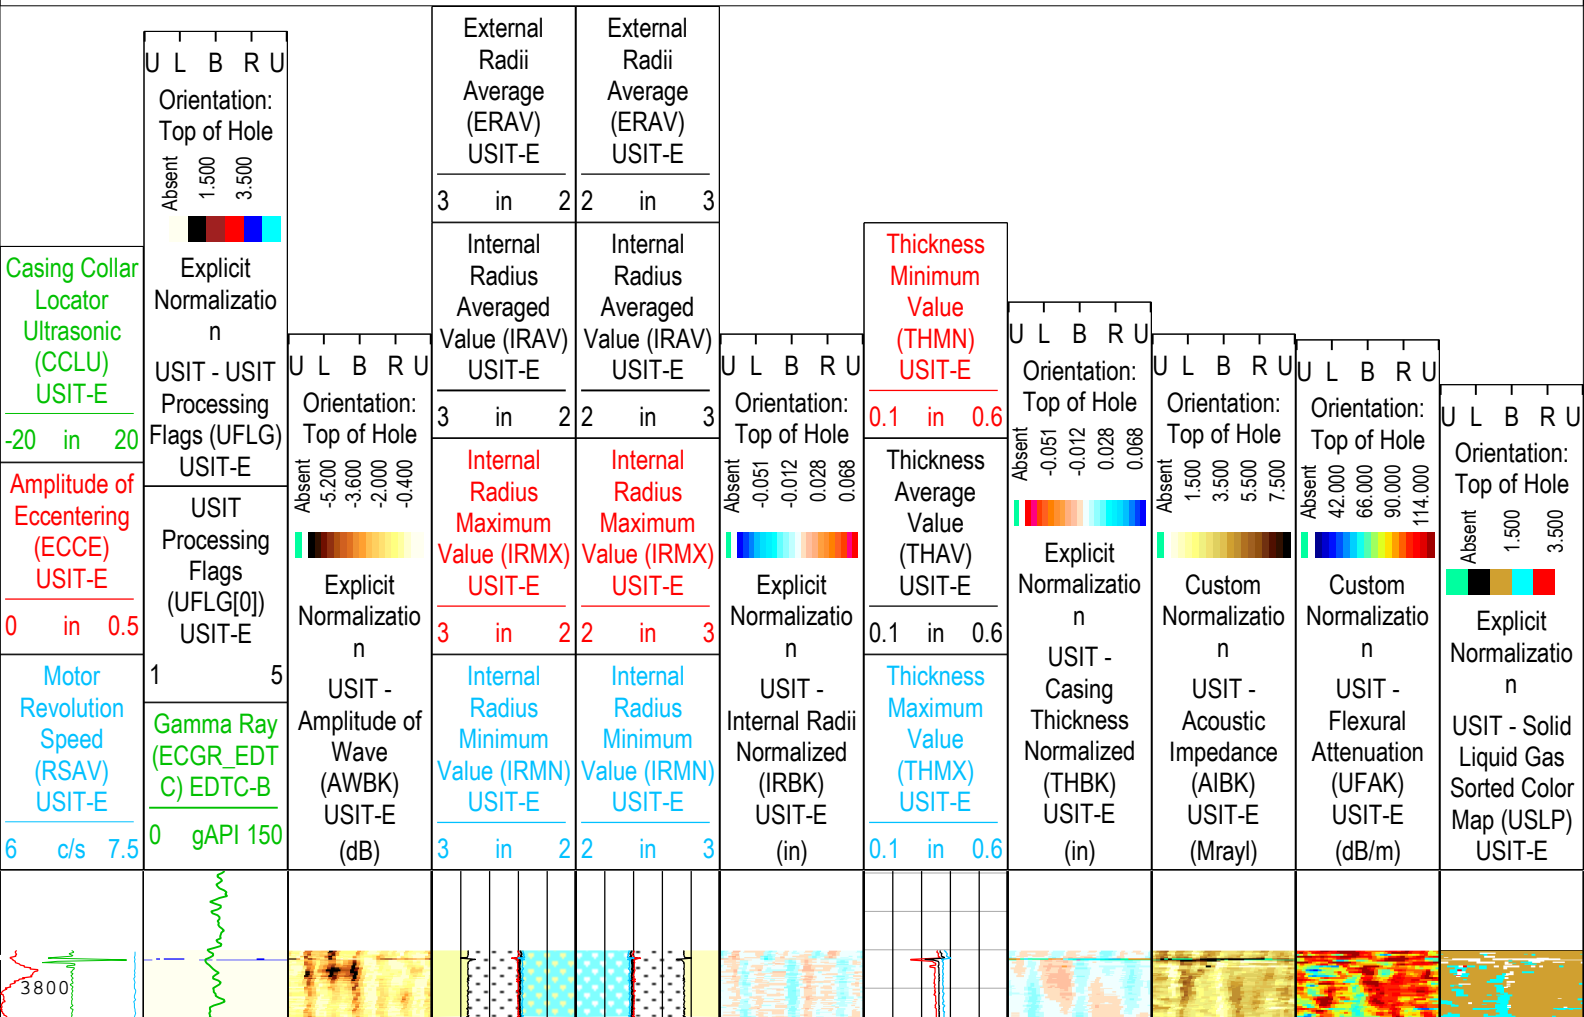 Casing Collar
Locator
Ultrasonic
(CCLU)
USIT-E
-20 in 20
Amplitude of
Eccentering
(ECCE)
USIT-E
0 in 0.5
Motor
Revolution
Speed
(RSAV)
USIT-E
6 c/s 7.5
U L B R U
Orientation:
Top of Hole
Absent 1.500 3.500
Explicit
Normalizatio
n
USIT - USIT
Processing
Flags (UFLG)
USIT-E
USIT
Processing
Flags
(UFLG[0])
USIT-E
1 5
Gamma Ray
(ECGR_EDT
C) EDTC-B
0 gAPI 150
U L B R U
Orientation:
Top of Hole
Absent -5.200 -3.600 -2.000 -0.400
Explicit
Normalizatio
n
USIT -
Amplitude of
Wave
(AWBK)
USIT-E
(dB)
External
Radii
Average
(ERAV)
USIT-E
3 in 2
Internal
Radius
Averaged
Value (IRAV)
USIT-E
3 in 2
Internal
Radius
Maximum
Value (IRMX)
USIT-E
3 in 2
Internal
Radius
Minimum
Value (IRMN)
USIT-E
3 in 2
External
Radii
Average
(ERAV)
USIT-E
2 in 3
Internal
Radius
Averaged
Value (IRAV)
USIT-E
2 in 3
Internal
Radius
Maximum
Value (IRMX)
USIT-E
2 in 3
Internal
Radius
Minimum
Value (IRMN)
USIT-E
2 in 3
U L B R U
Orientation:
Top of Hole
Absent -0.051 -0.012 0.028 0.068
Explicit
Normalizatio
n
USIT -
Internal Radii
Normalized
(IRBK)
USIT-E
(in)
Thickness
Minimum
Value
(THMN)
USIT-E
0.1 in 0.6
Thickness
Average
Value
(THAV)
USIT-E
0.1 in 0.6
Thickness
Maximum
Value
(THMX)
USIT-E
0.1 in 0.6
U L B R U
Orientation:
Top of Hole
Absent -0.051 -0.012 0.028 0.068
Explicit
Normalizatio
n
USIT -
Casing
Thickness
Normalized
(THBK)
USIT-E
(in)
U L B R U
Orientation:
Top of Hole
Absent 1.500 3.500 5.500 7.500
Custom
Normalizatio
n
USIT -
Acoustic
Impedance
(AIBK)
USIT-E
(Mrayl)
U L B R U
Orientation:
Top of Hole
Absent 42.000 66.000 90.000 114.000
Custom
Normalizatio
n
USIT -
Flexural
Attenuation
(UFAK)
USIT-E
(dB/m)
U L B R U
Orientation:
Top of Hole
Absent 1.500 3.500
Explicit
Normalizatio
n
USIT - Solid
Liquid Gas
Sorted Color
Map (USLP)
USIT-E
3800